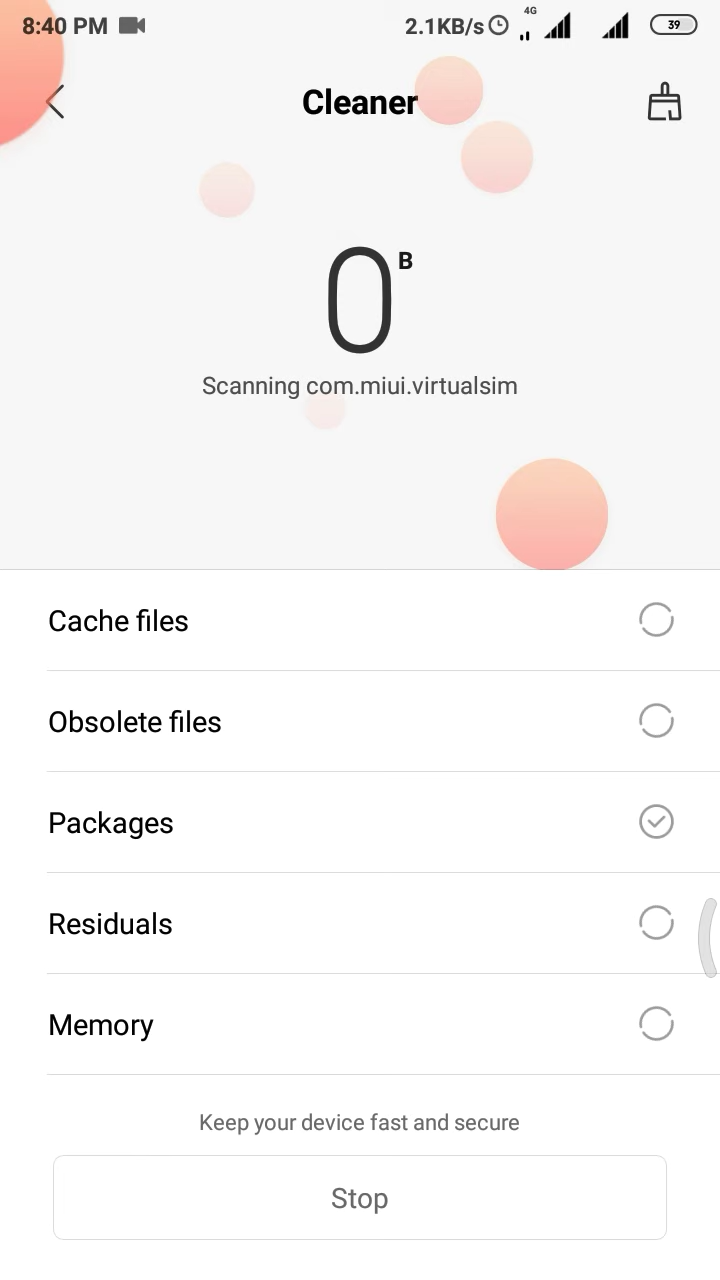 8:40 PM 2.1KB/s 4G 39
Cleaner
0 B
Scanning com.miui.virtualsim
Cache files
Obsolete files
Packages
Residuals
Memory
Keep your device fast and secure
Stop